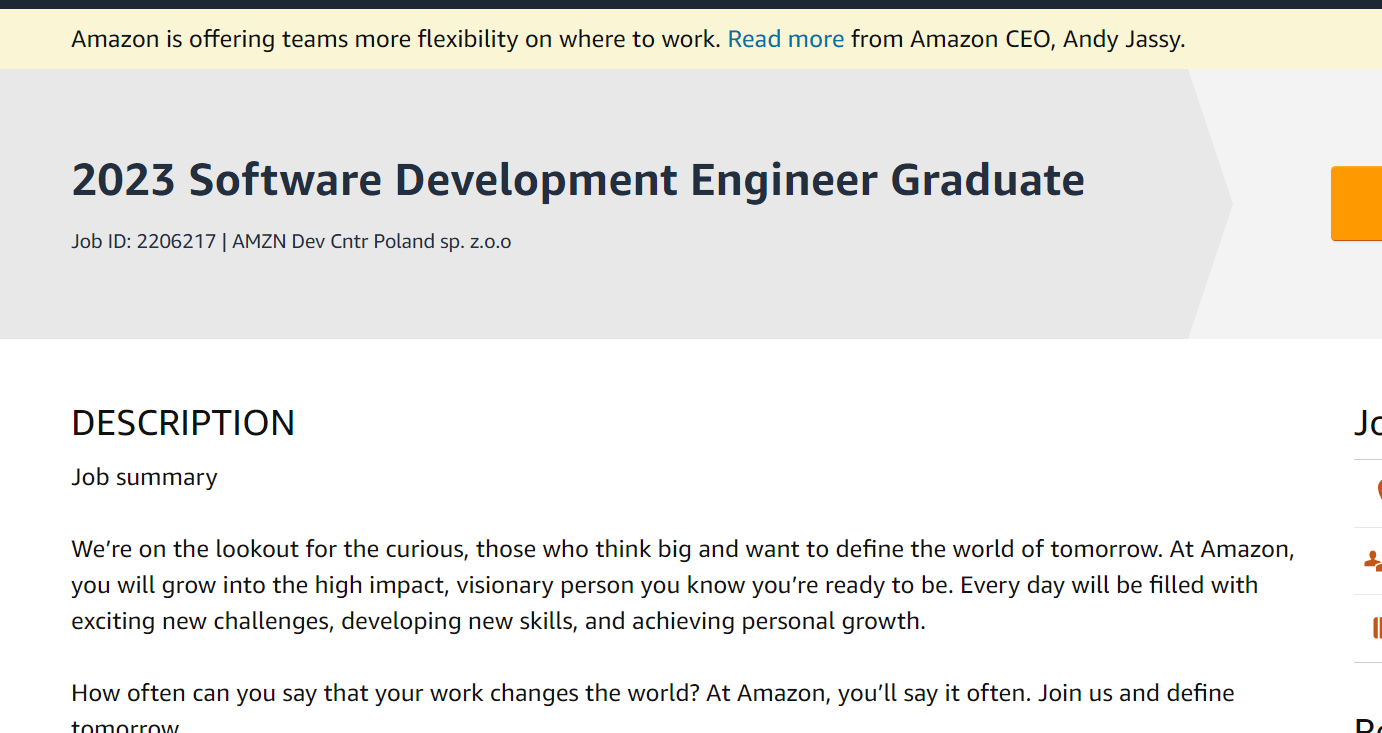 Amazon is offering teams more flexibility on where to work. Read more from Amazon CEO, Andy Jassy.
2023 Software Development Engineer Graduate
Job ID: 2206217 | AMZN Dev Cntr Poland sp. z.o.o
DESCRIPTION
Job summary
We’re on the lookout for the curious, those who think big and want to define the world of tomorrow. At Amazon,
you will grow into the high impact, visionary person you know you’re ready to be. Every day will be filled with
exciting new challenges, developing new skills, and achieving personal growth.
How often can you say that your work changes the world? At Amazon, you’ll say it often. Join us and define
tomorrow.